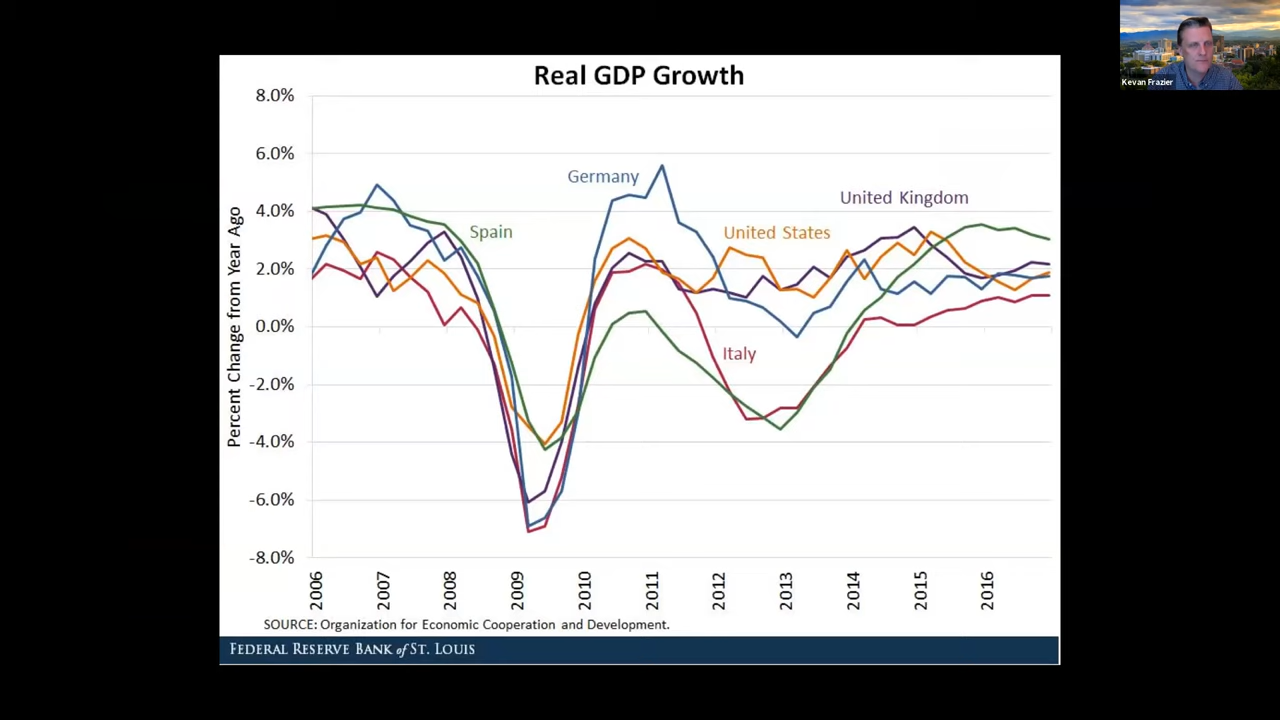 Real GDP Growth
Kevan Frazier
8.0%
6.0%
4.0%
2.0%
0.0%
-2.0%
-4.0%
-6.0%
-8.0%
Percent Change from Year Ago
Germany
United Kingdom
Spain
United States
Italy
2006
2007
2008
2009
2010
2011
2012
2013
2014
2015
2016
SOURCE: Organization for Economic Cooperation and Development.
FEDERAL RESERVE BANK of ST. LOUIS